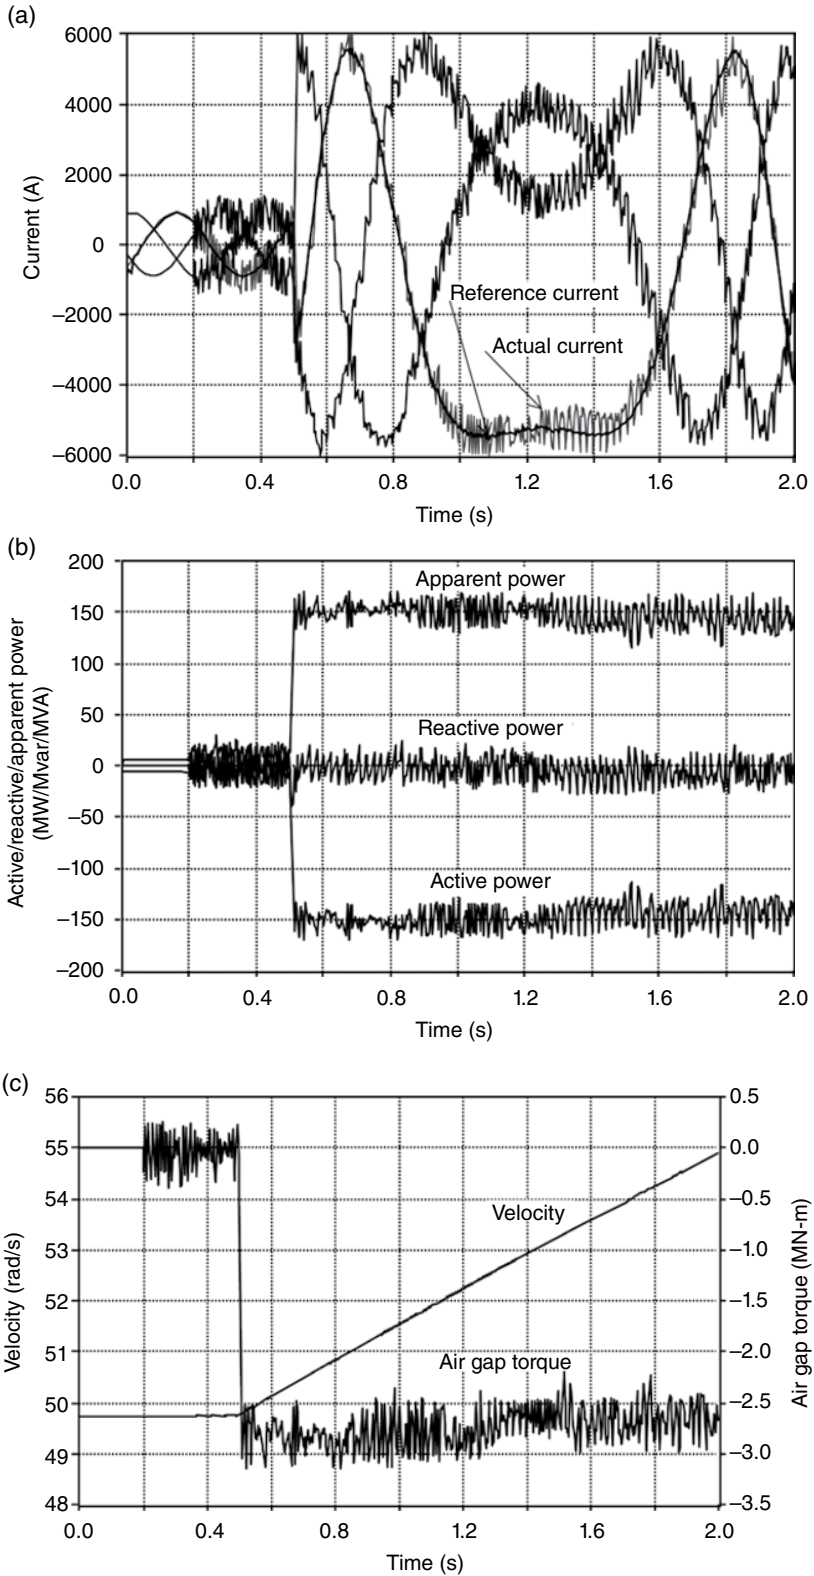 (a)
6000
4000
2000
0
−2000
−4000
−6000
Current (A)
Reference current
Actual current
0.0 0.4 0.8 1.2 1.6 2.0
Time (s)
(b)
200
150
100
50
0
−50
−100
−150
−200
Active/reactive/apparent power
(MW/Mvar/MVA)
Apparent power
Reactive power
Active power
0.0 0.4 0.8 1.2 1.6 2.0
Time (s)
(c)
56
55
54
53
52
51
50
49
48
Velocity (rad/s)
Velocity
Air gap torque
0.5
0.0
−0.5
−1.0
−1.5
−2.0
−2.5
−3.0
−3.5
Air gap torque (MN-m)
0.0 0.4 0.8 1.2 1.6 2.0
Time (s)